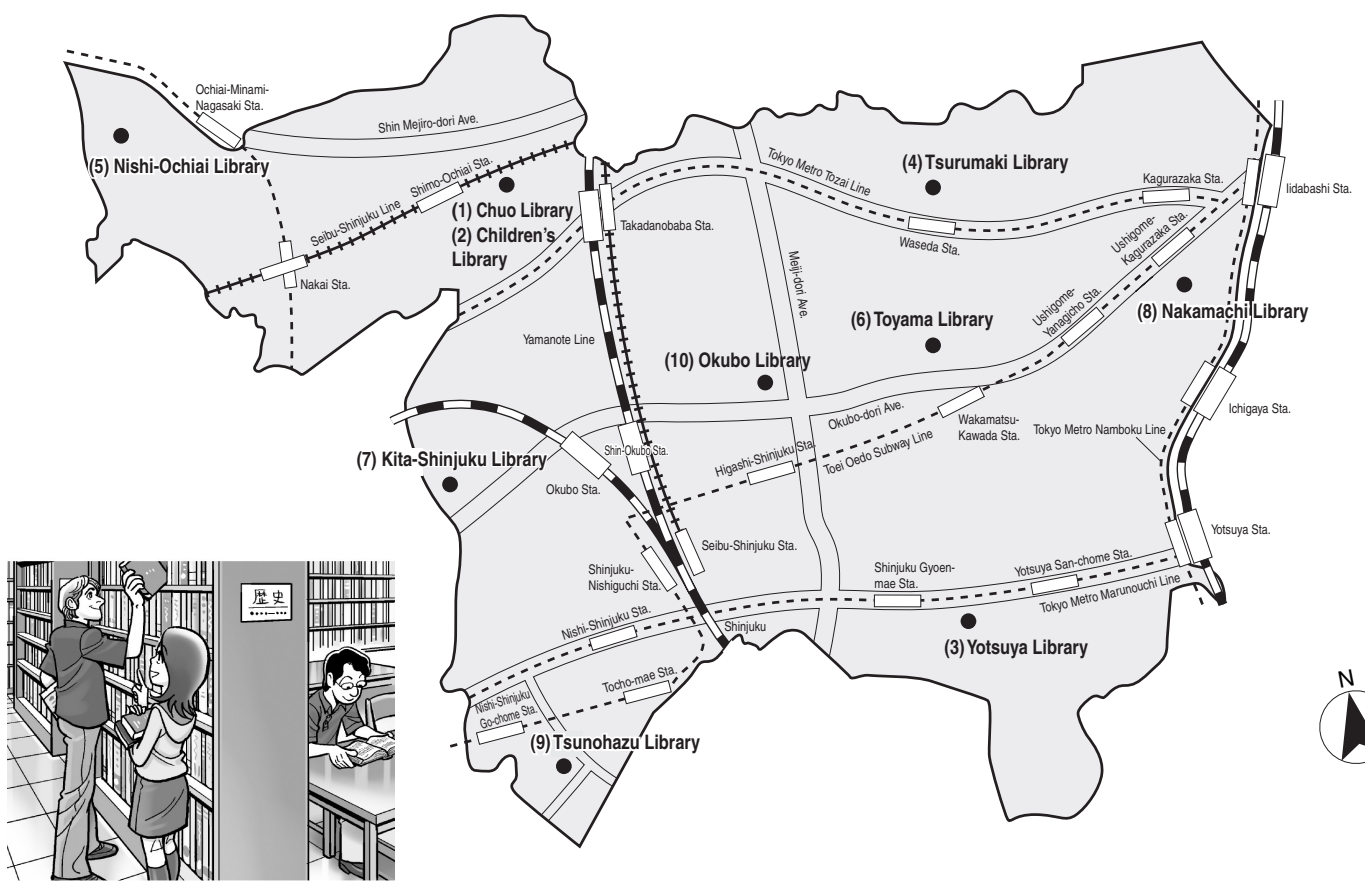 Ochiai-Minami-
Nagasaki Sta.
Shin Mejiro-dori Ave.
(5) Nishi-Ochiai Library
Shimo-Ochiai Sta.
Seibu-Shinjuku Line
(1) Chuo Library
(2) Children's
Library
Nakai Sta.
Takadanobaba Sta.
Tokyo Metro Tozai Line
(4) Tsurumaki Library
Kagurazaka Sta.
Iidabashi Sta.
Waseda Sta.
Ushigome-
Kagurazaka Sta.
Meiji-dori Ave.
(8) Nakamachi Library
Ushigome-
Yanagicho Sta.
(6) Toyama Library
Yamanote Line
(10) Okubo Library
Okubo-dori Ave.
Wakamatsu-
Kawada Sta.
Tokyo Metro Namboku Line
Ichigaya Sta.
(7) Kita-Shinjuku Library
Shin-Okubo Sta.
Okubo Sta.
Higashi-Shinjuku Sta.
Toei Oedo Subway Line
Seibu-Shinjuku Sta.
Yotsuya Sta.
Shinjuku-
Nishiguchi Sta.
Shinjuku Gyoen-
mae Sta.
Yotsuya San-chome Sta.
Tokyo Metro Marunouchi Line
Nishi-Shinjuku Sta.
Shinjuku
(3) Yotsuya Library
Tocho-mae Sta.
Nishi-Shinjuku
Go-chome Sta.
(9) Tsunohazu Library
N
歴史